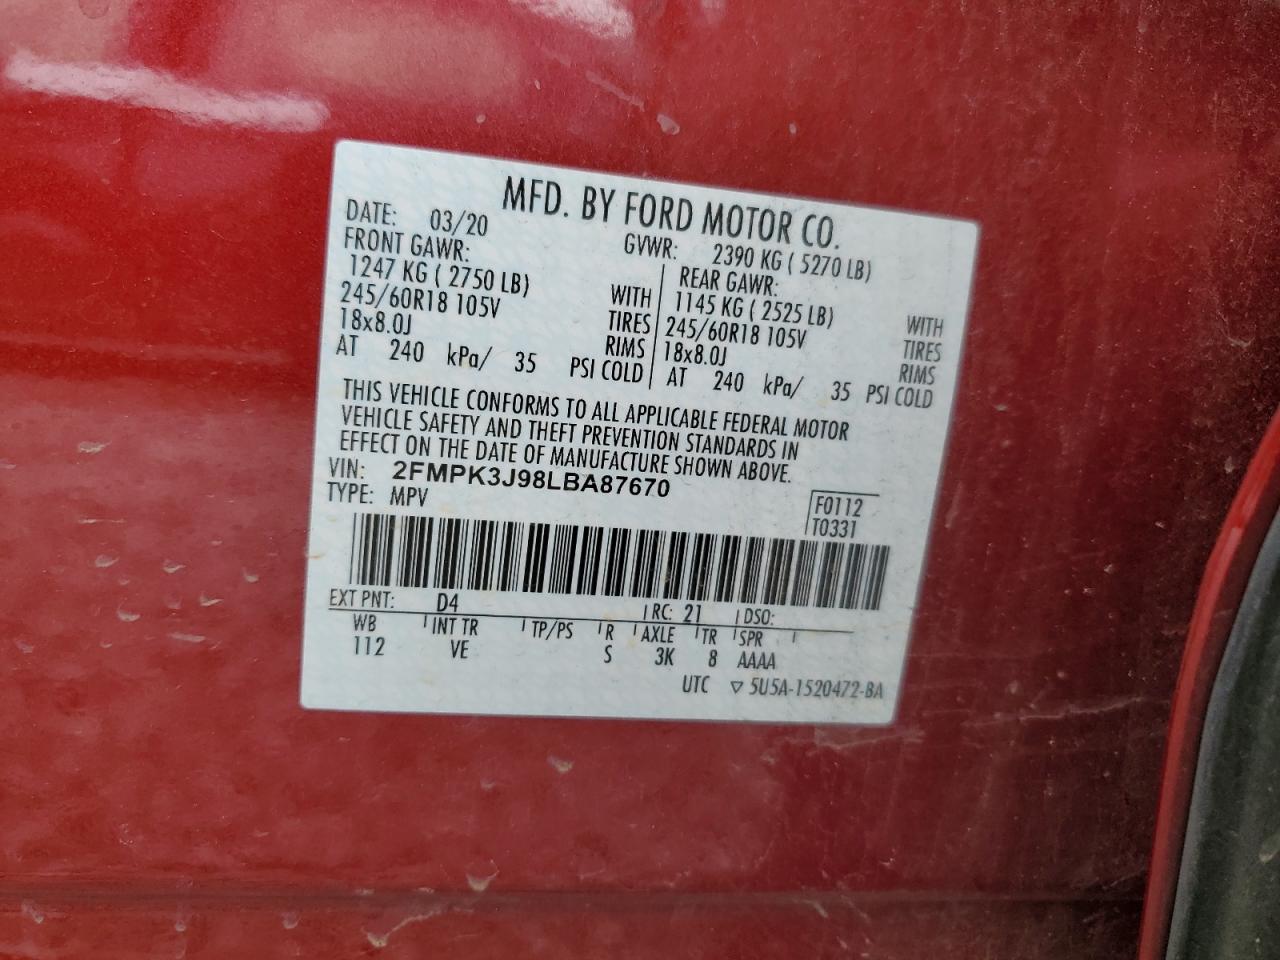 MFD. BY FORD MOTOR CO.
DATE: 03/20 GVWR: 2390 KG ( 5270 LB)
FRONT GAWR: REAR GAWR:
1247 KG ( 2750 LB) WITH 1145 KG ( 2525 LB) WITH
245/60R18 105V TIRES 245/60R18 105V TIRES
18x8.0J RIMS 18x8.0J RIMS
AT 240 kPa/ 35 PSI COLD AT 240 kPa/ 35 PSI COLD
THIS VEHICLE CONFORMS TO ALL APPLICABLE FEDERAL MOTOR
VEHICLE SAFETY AND THEFT PREVENTION STANDARDS IN
EFFECT ON THE DATE OF MANUFACTURE SHOWN ABOVE.
VIN: 2FMPK3J98LBA87670
TYPE: MPV F0112
T0331
EXT PNT: D4 RC: 21 DSO:
WB INT TR TP/PS R AXLE TR SPR
112 VE S 3K 8 AAAA
UTC ▽ 5U5A-1520472-BA